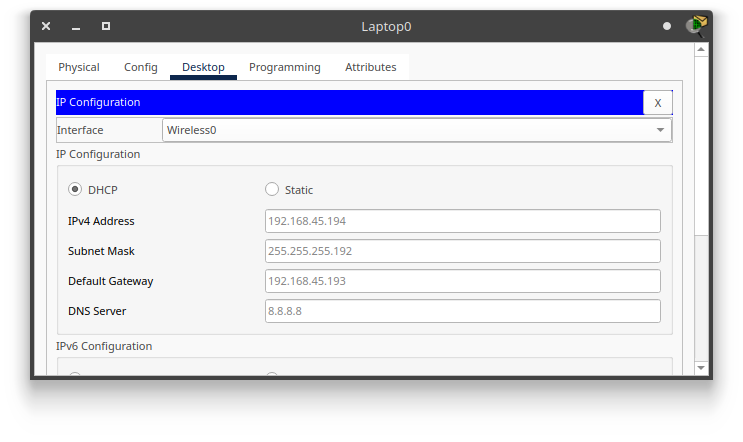 Laptop0
Physical Config Desktop Programming Attributes
IP Configuration X
Interface Wireless0
IP Configuration
DHCP Static
IPv4 Address 192.168.45.194
Subnet Mask 255.255.255.192
Default Gateway 192.168.45.193
DNS Server 8.8.8.8
IPv6 Configuration